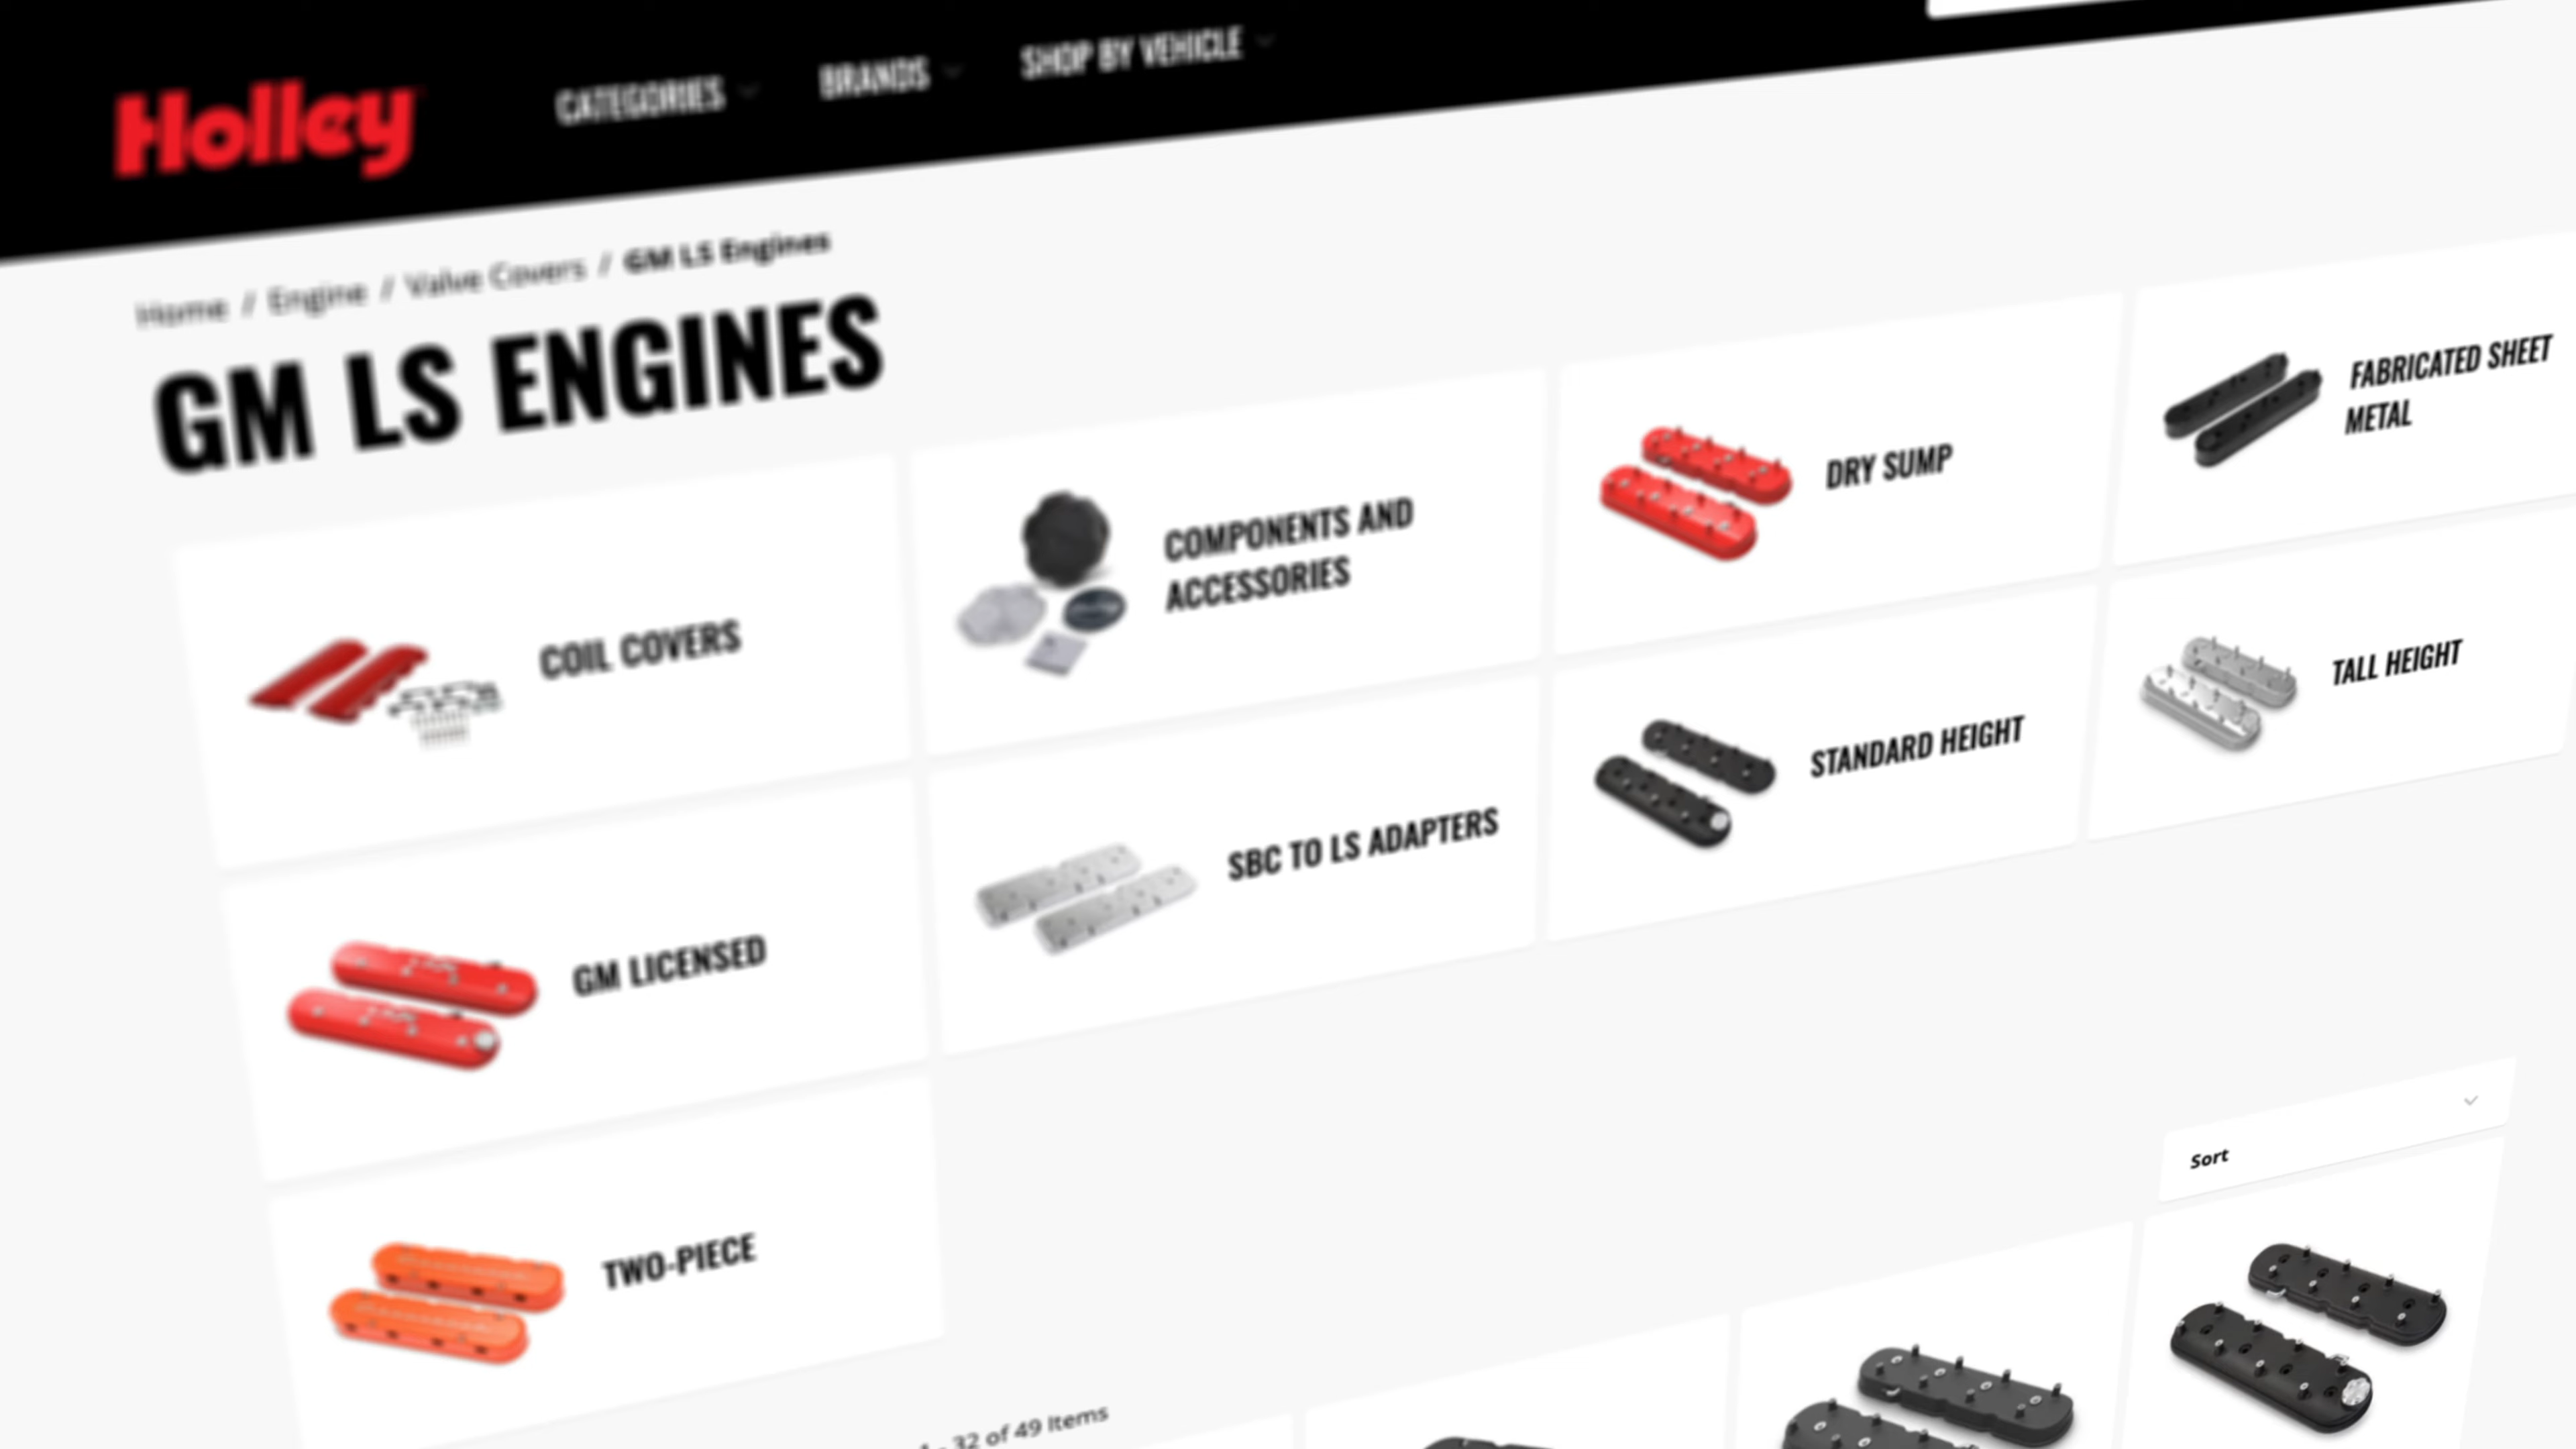 Holley
CATEGORIES
BRANDS
SHOP BY VEHICLE
Home / Engine / Valve Covers / GM LS Engines
GM LS ENGINES
COIL COVERS
COMPONENTS AND
ACCESSORIES
DRY SUMP
FABRICATED SHEET
METAL
GM LICENSED
SBC TO LS ADAPTERS
STANDARD HEIGHT
TALL HEIGHT
TWO-PIECE
Sort
- 32 of 49 Items